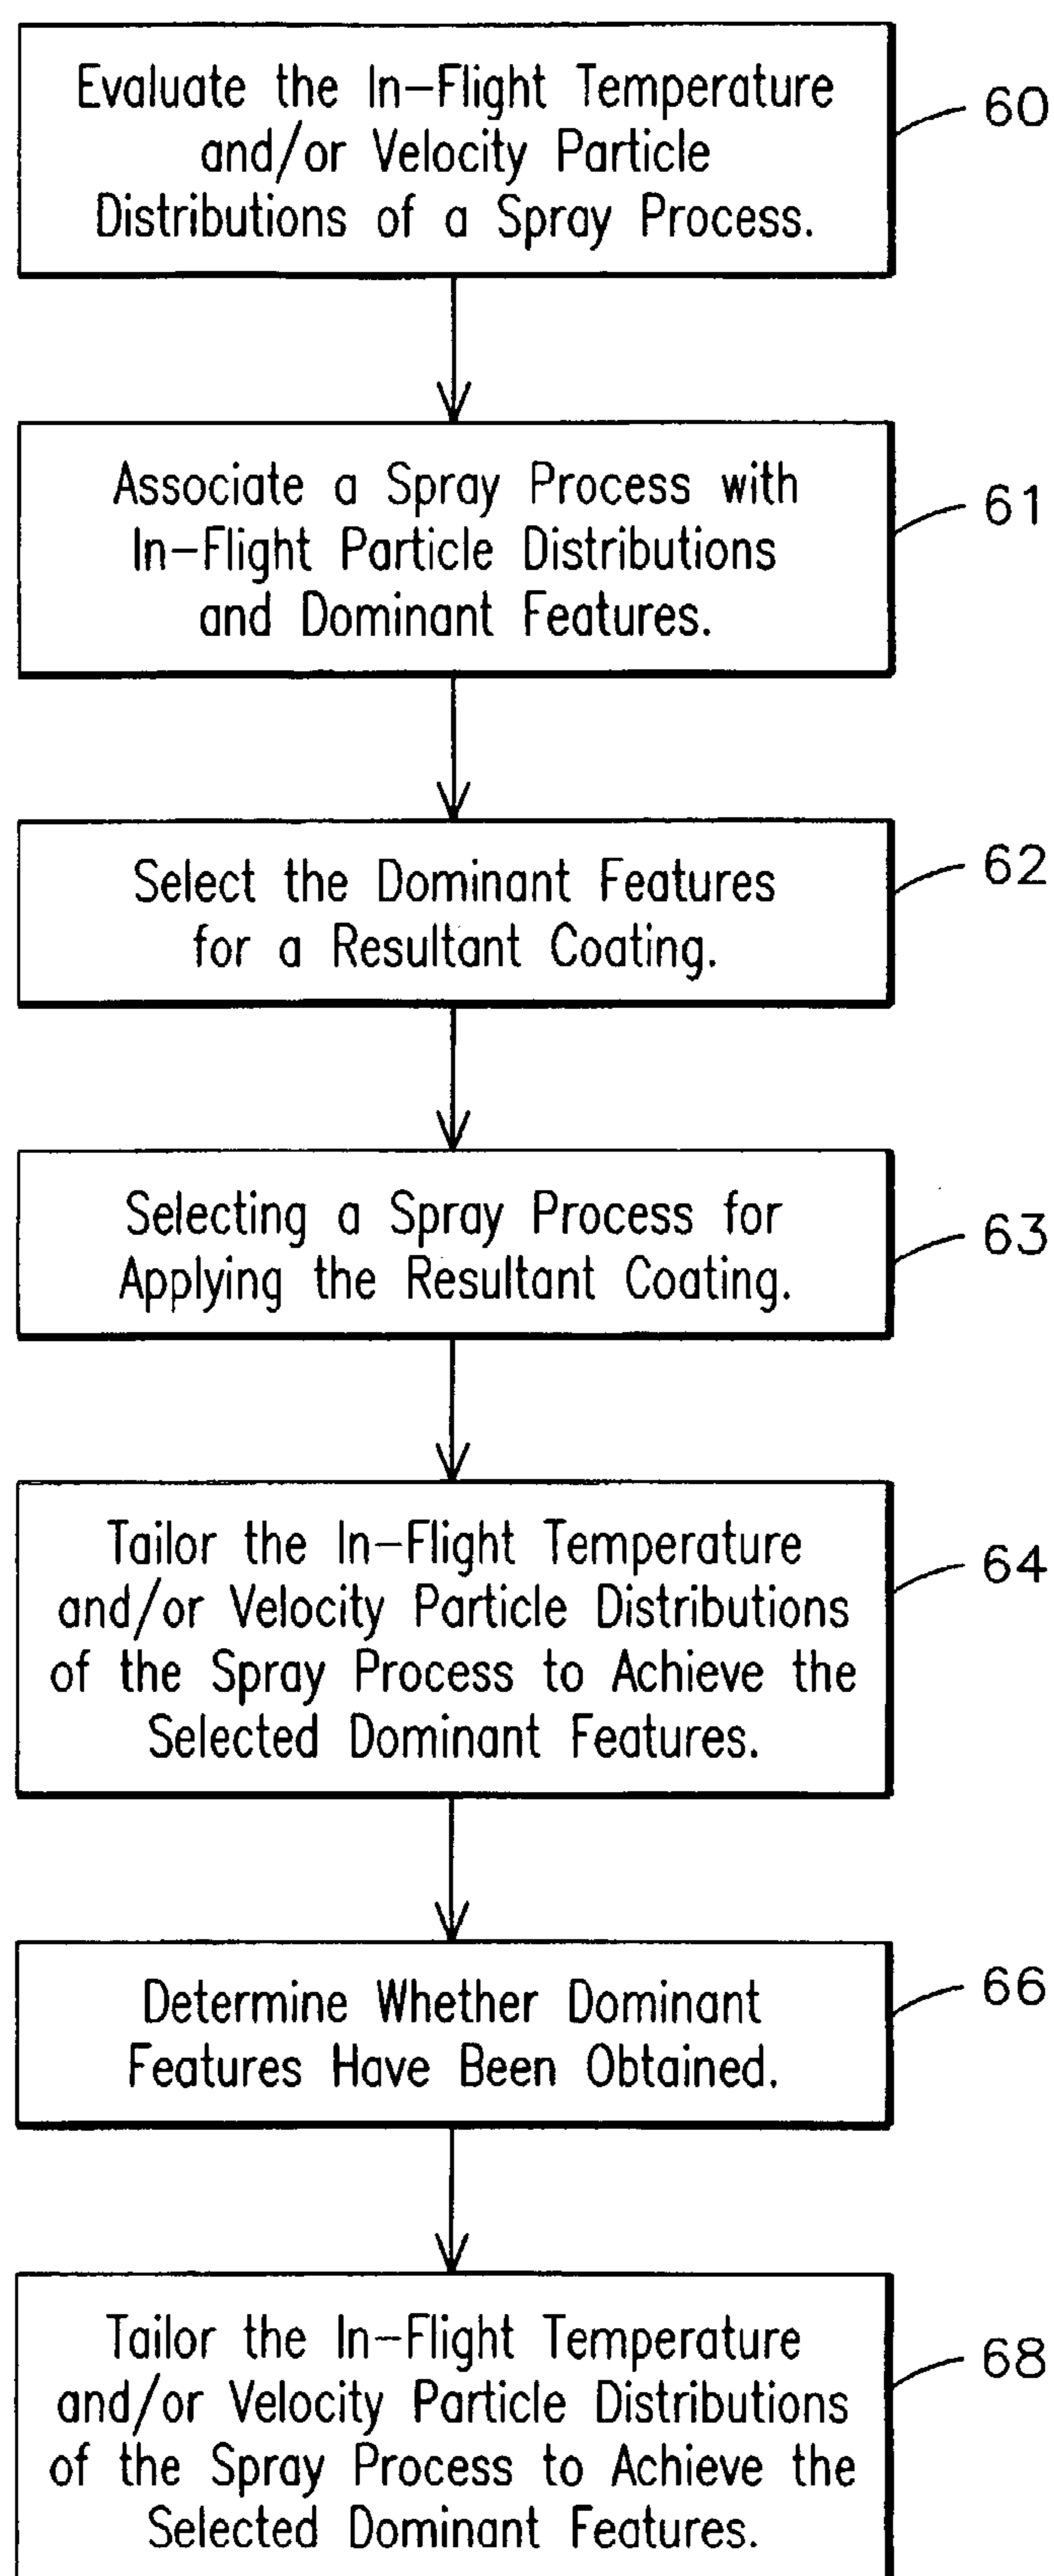 Evaluate the In-Flight Temperature
and/or Velocity Particle
Distributions of a Spray Process.
60
Associate a Spray Process with
In-Flight Particle Distributions
and Dominant Features.
61
Select the Dominant Features
for a Resultant Coating.
62
Selecting a Spray Process for
Applying the Resultant Coating.
63
Tailor the In-Flight Temperature
and/or Velocity Particle Distributions
of the Spray Process to Achieve the
Selected Dominant Features.
64
Determine Whether Dominant
Features Have Been Obtained.
66
Tailor the In-Flight Temperature
and/or Velocity Particle Distributions
of the Spray Process to Achieve the
Selected Dominant Features.
68